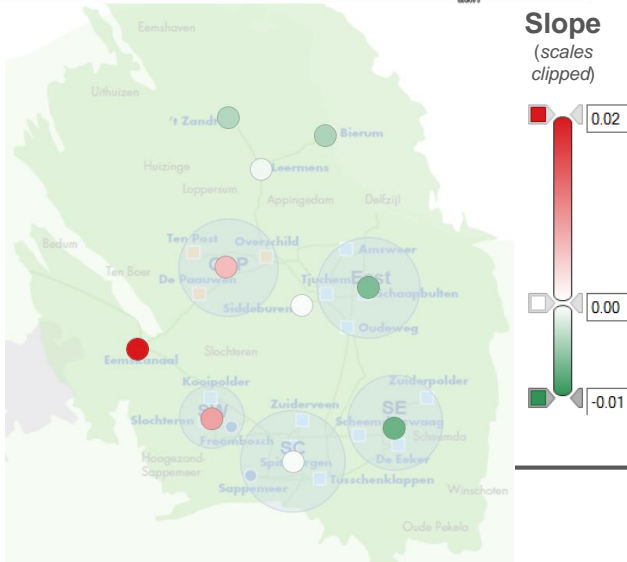 Slope
(scales
clipped)
0.02
0.00
-0.01
Eemshaven
Uithuizen
't Zandt
Bierum
Huizinge
Leermens
Loppersum
Appingedam
Delfzijl
Bedum
Ten Post
Overschild
Amsweer
Ten Boer
De Paauwen
Tjuchem
East
Schaapbulten
Siddeburen
Oudeweg
Slochteren
Eemskanaal
Kooipolder
Zuiderpolder
SW
Zuiderveen
SE
Slochteren
Froombosch
SC
Scheemda
De Eeker
Hoogezand-
Sappemeer
Sappemeer
Tusschenklappen
Winschoten
Oude Pekela